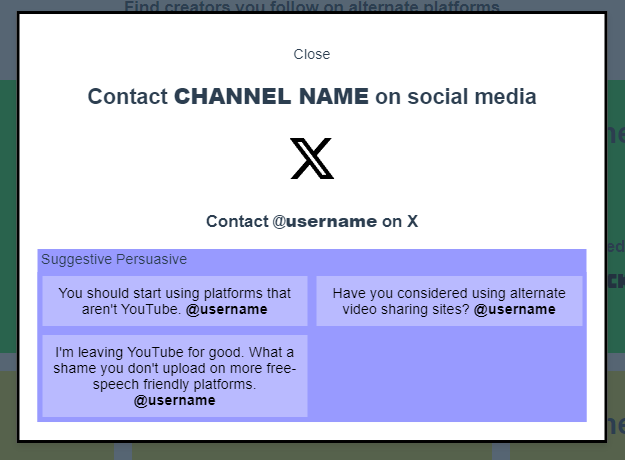 Find creators you follow on alternate platforms
Close
Contact CHANNEL NAME on social media
Contact @username on X
Suggestive Persuasive
You should start using platforms that
aren't YouTube. @username
Have you considered using alternate
video sharing sites? @username
I'm leaving YouTube for good. What a
shame you don't upload on more free-
speech friendly platforms.
@username